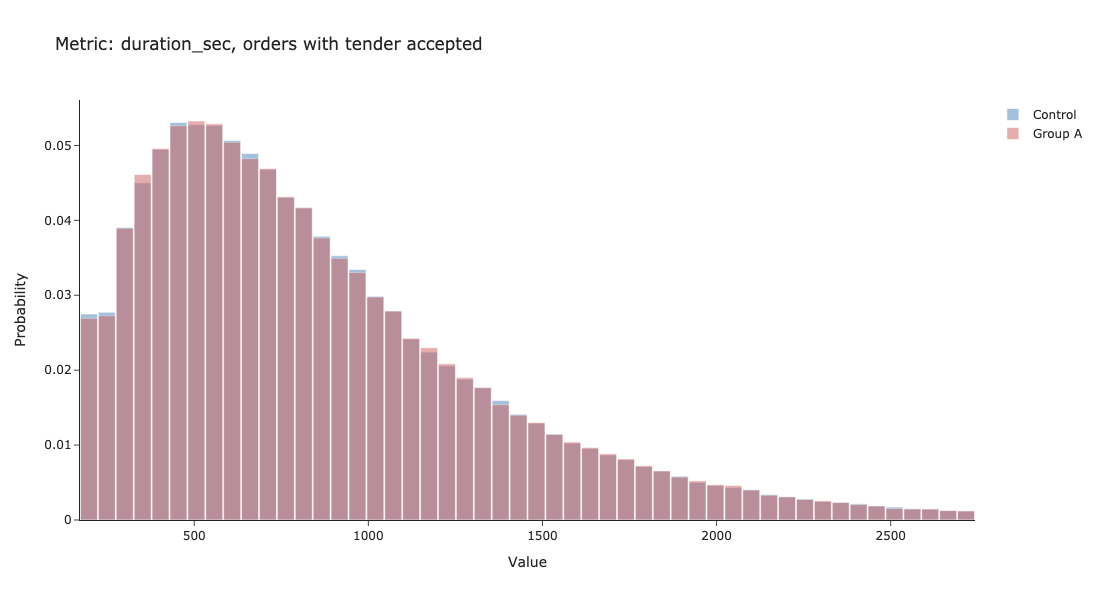 Metric: duration_sec, orders with tender accepted
Control
Group A
0.05
0.04
0.03
0.02
0.01
0
Probability
500
1000
1500
2000
2500
Value